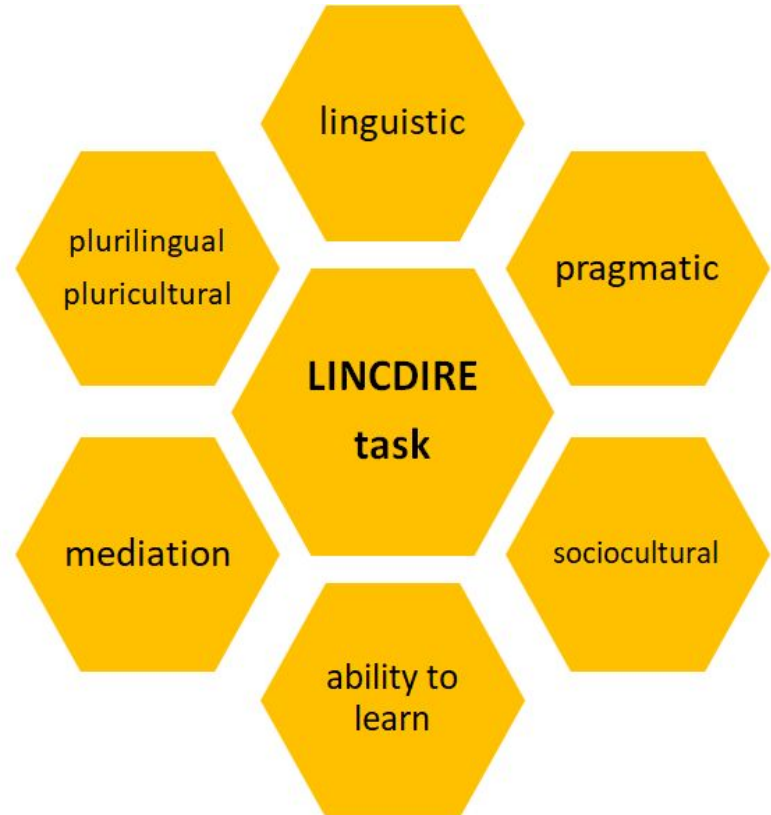 linguistic
plurilingual
pluricultural
pragmatic
LINCDIRE
task
mediation
sociocultural
ability to
learn